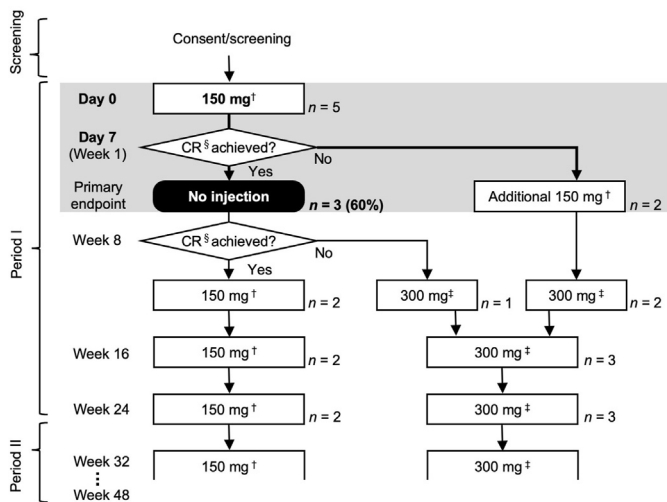 Screening
Consent/screening
Period I
Day 0
150 mg†
n = 5
Day 7
(Week 1)
CR§ achieved?
No
Yes
Primary
endpoint
No injection
n = 3 (60%)
Additional 150 mg†
n = 2
Week 8
CR§ achieved?
No
Yes
150 mg†
n = 2
300 mg‡
n = 1
300 mg‡
n = 2
Week 16
150 mg†
n = 2
300 mg‡
n = 3
Week 24
150 mg†
n = 2
300 mg‡
n = 3
Period II
Week 32
150 mg†
300 mg‡
Week 48